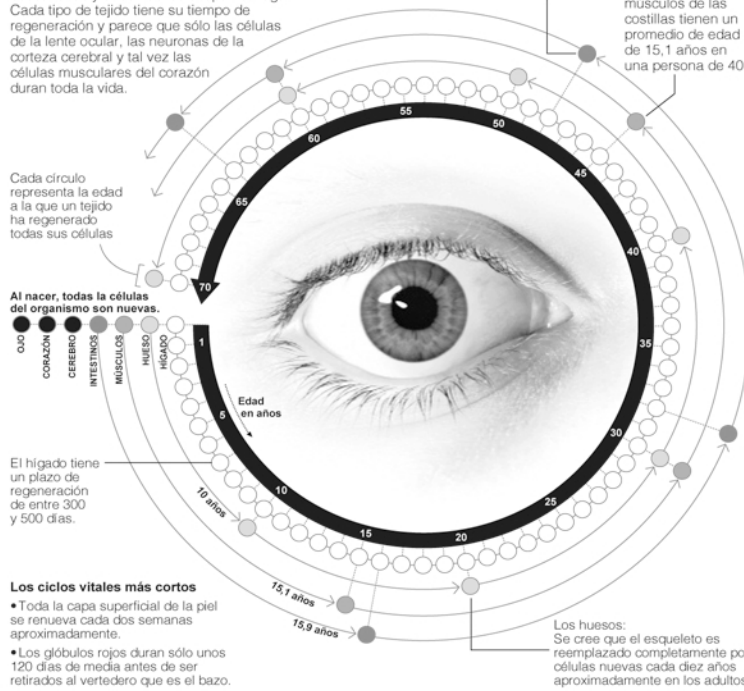 Cada tipo de tejido tiene su tiempo de
regeneración y parece que sólo las células
de la lente ocular, las neuronas de la
corteza cerebral y tal vez las
células musculares del corazón
duran toda la vida.
músculos de las
costillas tienen un
promedio de edad
de 15,1 años en
una persona de 40
Cada círculo
representa la edad
a la que un tejido
ha regenerado
todas sus células
Al nacer, todas la células
del organismo son nuevas.
OJO
CORAZÓN
CEREBRO
INTESTINOS
MÚSCULOS
HUESO
HÍGADO
1
5
10
15
20
25
30
35
40
45
50
55
60
65
70
Edad
en años
10 años
15,1 años
15,9 años
El hígado tiene
un plazo de
regeneración
de entre 300
y 500 días.
Los ciclos vitales más cortos
• Toda la capa superficial de la piel
se renueva cada dos semanas
aproximadamente.
• Los glóbulos rojos duran sólo unos
120 días de media antes de ser
retirados al vertedero que es el bazo.
Los huesos:
Se cree que el esqueleto es
reemplazado completamente po
células nuevas cada diez años
aproximadamente en los adultos